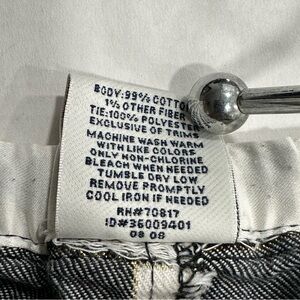 BODY:99% COTTON
1% OTHER FIBER
TIE:100% POLYESTER
EXCLUSIVE OF TRIMS
MACHINE WASH WARM
WITH LIKE COLORS
ONLY NON-CHLORINE
BLEACH WHEN NEEDED
TUMBLE DRY LOW
REMOVE PROMPTLY
COOL IRON IF NEEDED
RN#70817
ID#36009401
08 08